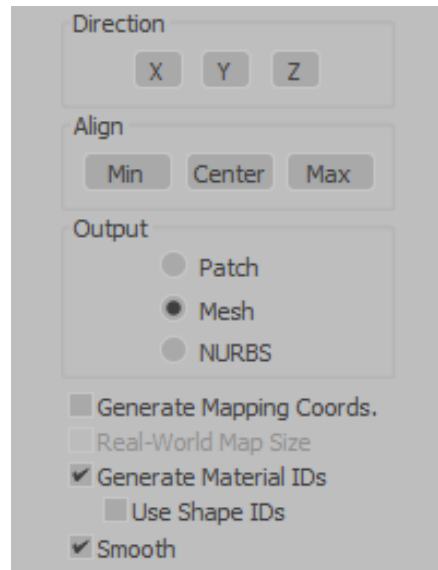 Direction
X Y Z
Align
Min Center Max
Output
Patch
Mesh
NURBS
Generate Mapping Coords.
Real-World Map Size
Generate Material IDs
Use Shape IDs
Smooth